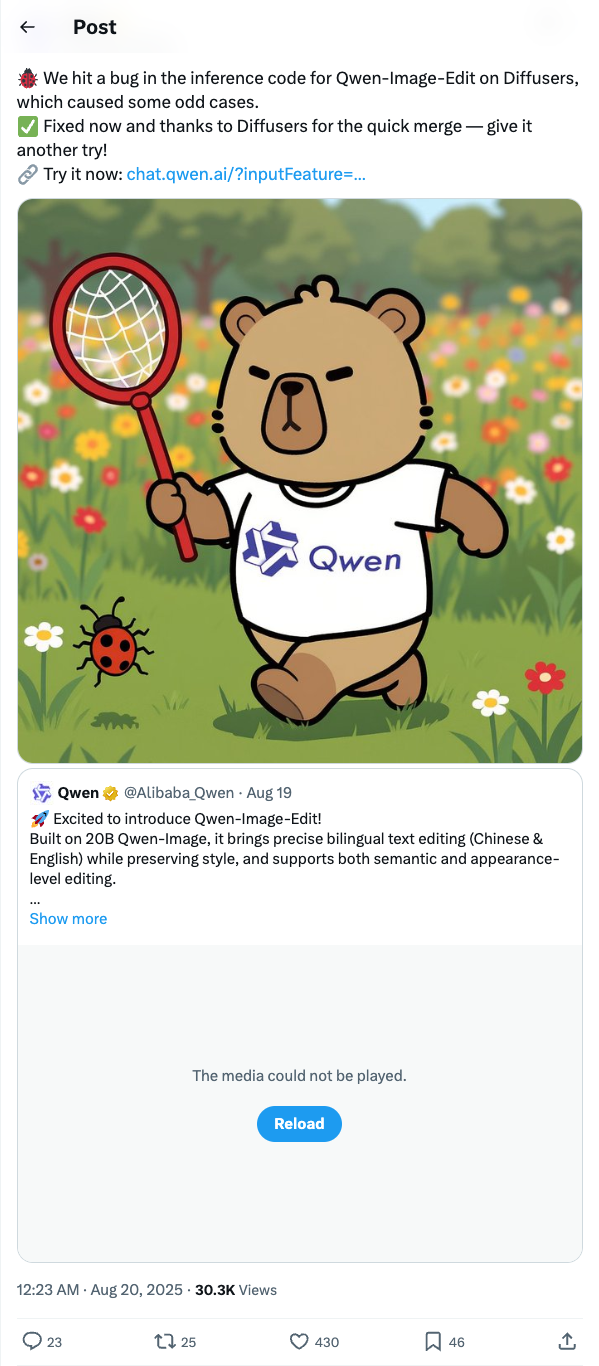 Post
🐞 We hit a bug in the inference code for Qwen-Image-Edit on Diffusers,
which caused some odd cases.
✅ Fixed now and thanks to Diffusers for the quick merge — give it
another try!
🔗 Try it now: chat.qwen.ai/?inputFeature=…
Qwen
Qwen @Alibaba_Qwen · Aug 19
🚀 Excited to introduce Qwen-Image-Edit!
Built on 20B Qwen-Image, it brings precise bilingual text editing (Chinese &
English) while preserving style, and supports both semantic and appearance-
level editing.
...
Show more
The media could not be played.
Reload
12:23 AM · Aug 20, 2025 · 30.3K Views
23 25 430 46